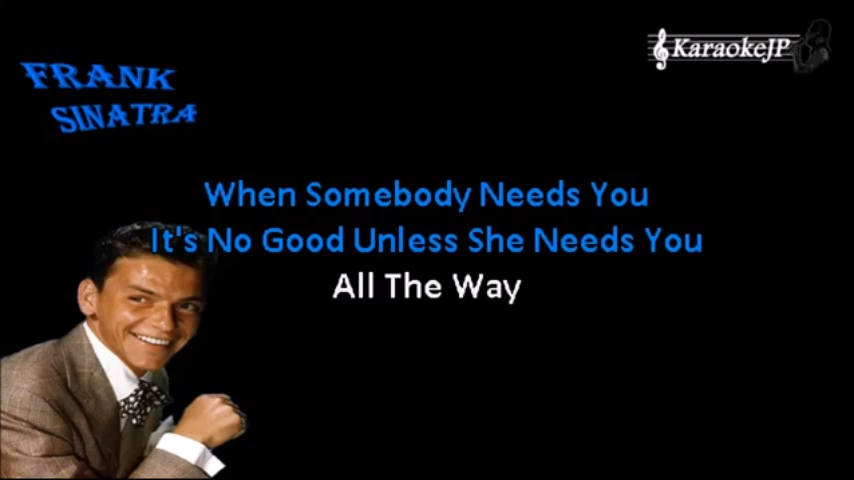 KaraokeJP
FRANK
SINATRA
When Somebody Needs You
It's No Good Unless She Needs You
All The Way